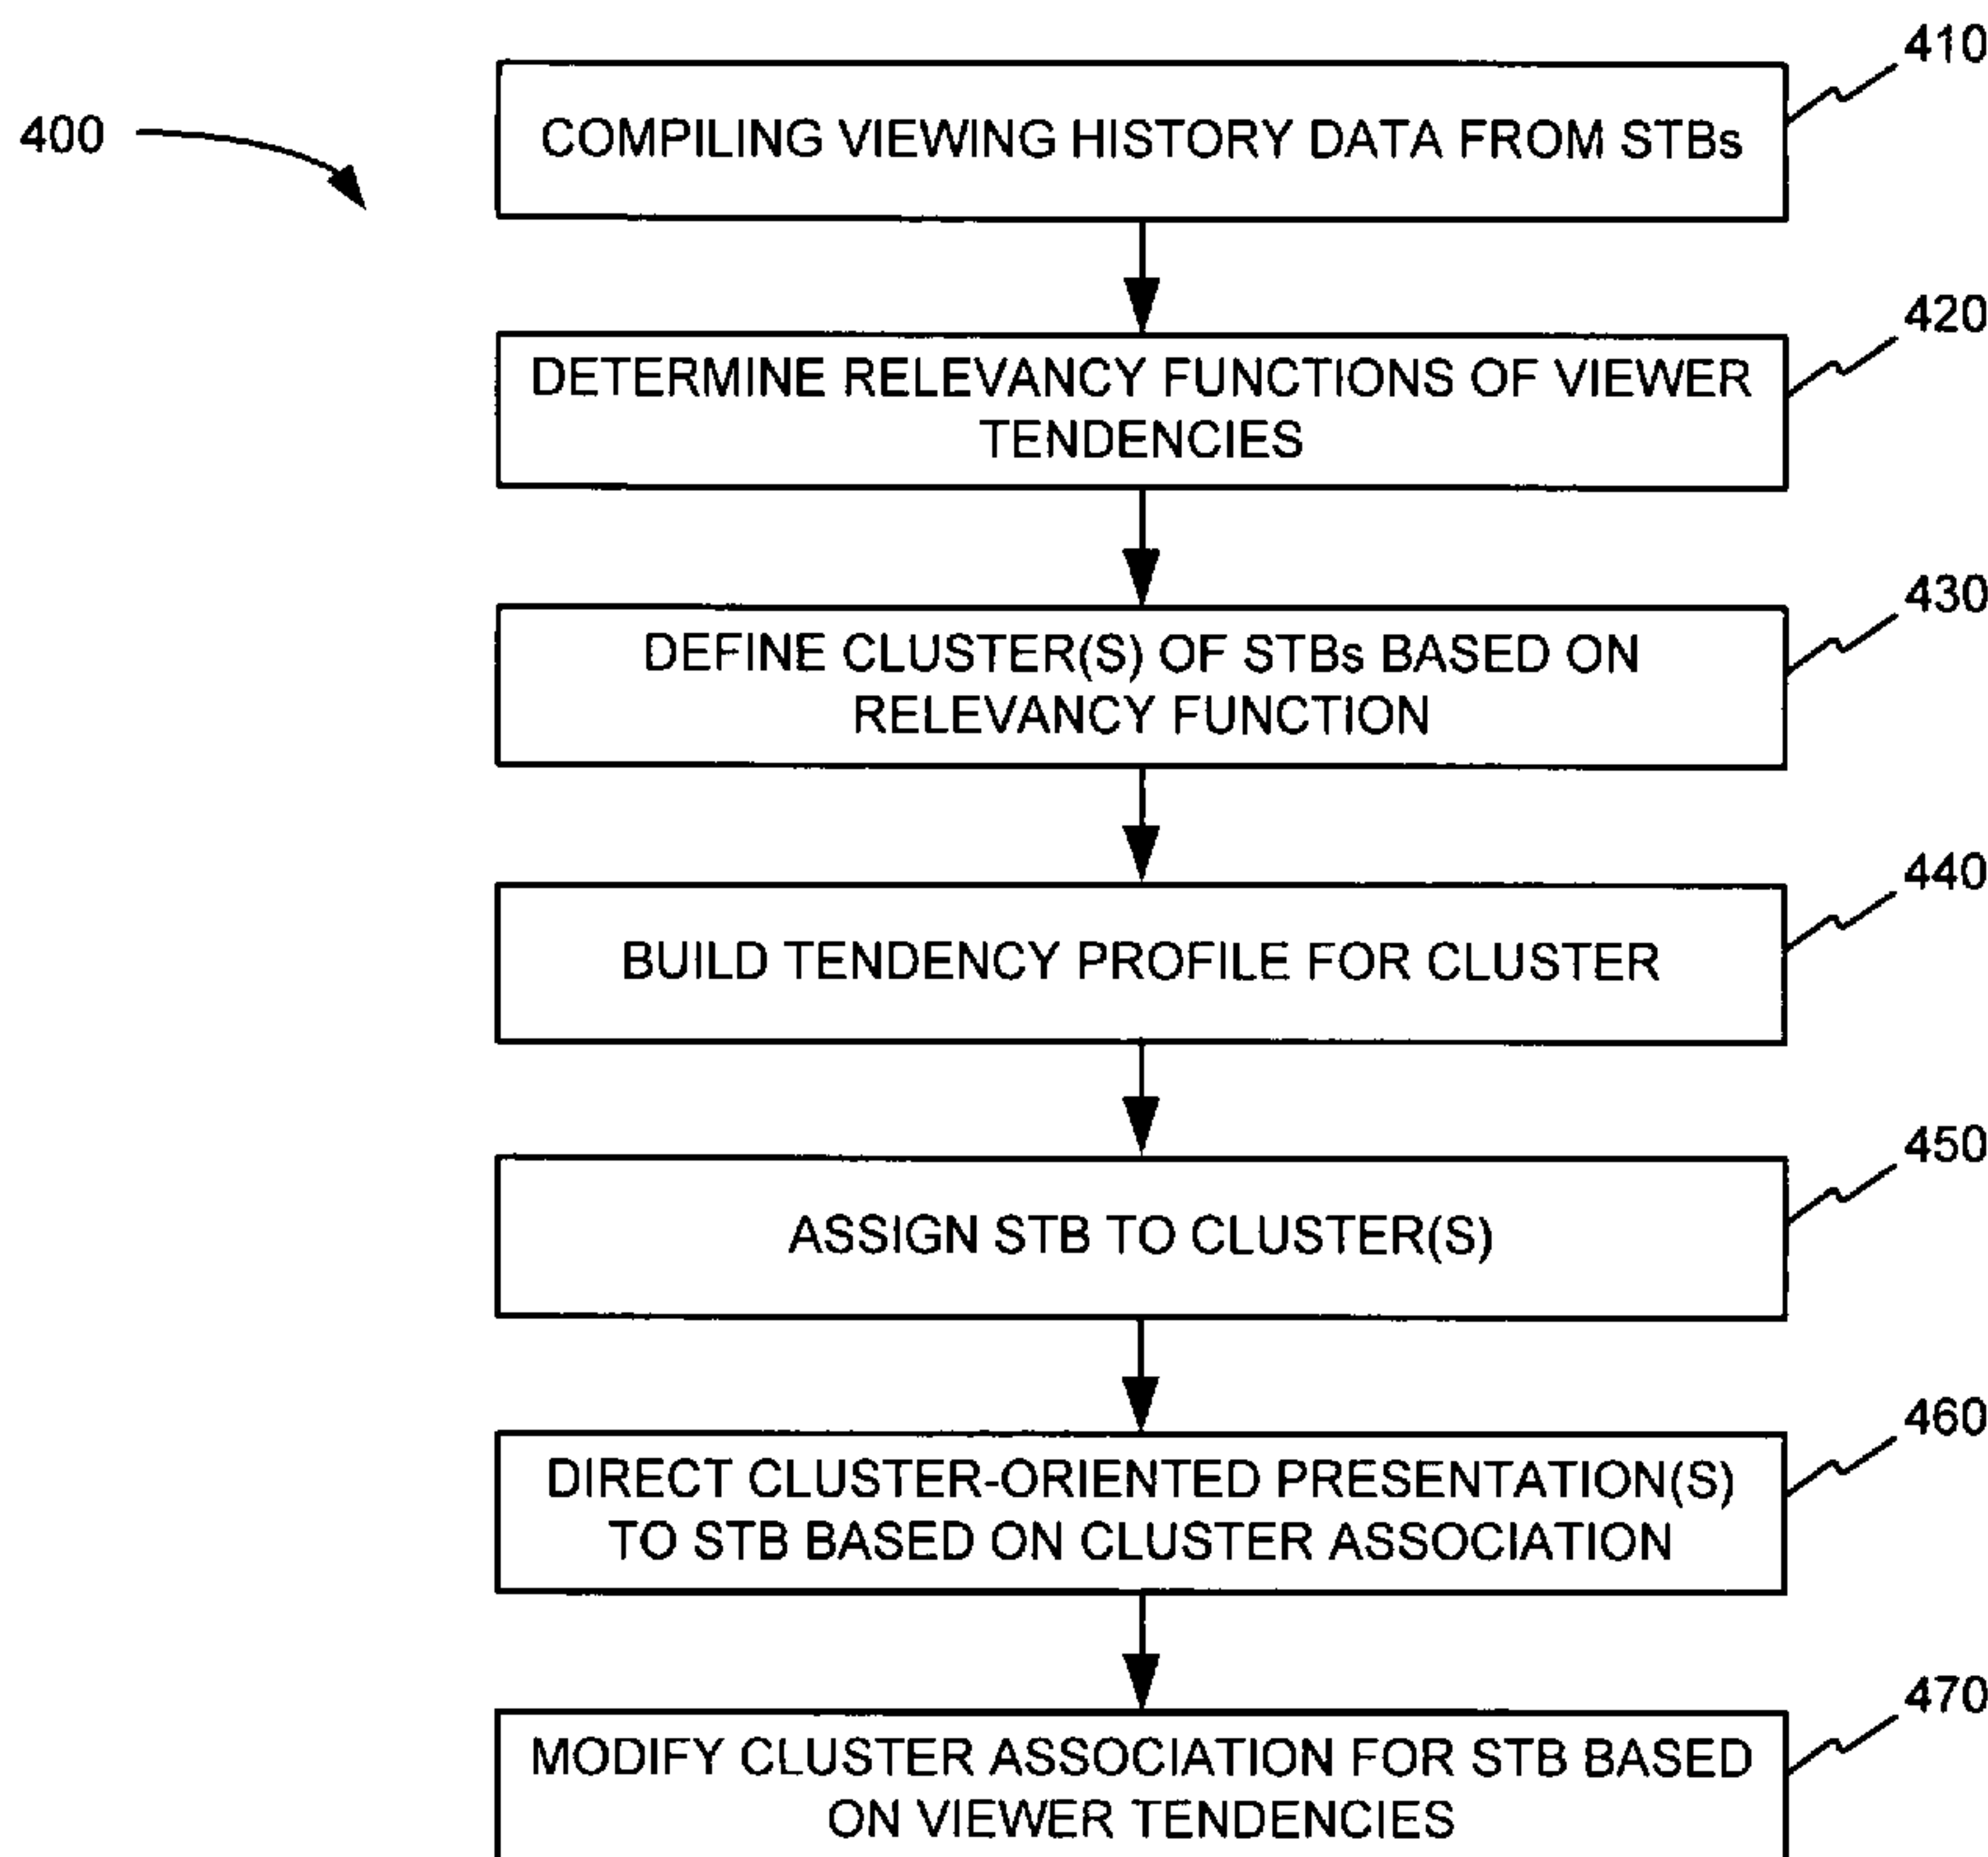 410
400
COMPILING VIEWING HISTORY DATA FROM STBs
420
DETERMINE RELEVANCY FUNCTIONS OF VIEWER
TENDENCIES
430
DEFINE CLUSTER(S) OF STBs BASED ON
RELEVANCY FUNCTION
440
BUILD TENDENCY PROFILE FOR CLUSTER
450
ASSIGN STB TO CLUSTER(S)
460
DIRECT CLUSTER-ORIENTED PRESENTATION(S)
TO STB BASED ON CLUSTER ASSOCIATION
470
MODIFY CLUSTER ASSOCIATION FOR STB BASED
ON VIEWER TENDENCIES